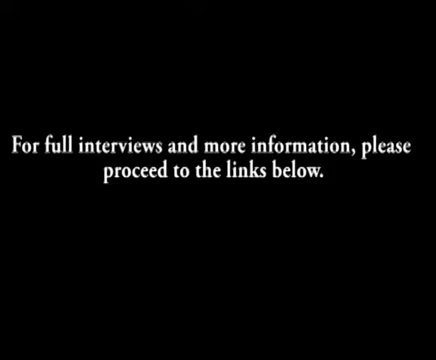 For full interviews and more information, please
proceed to the links below.